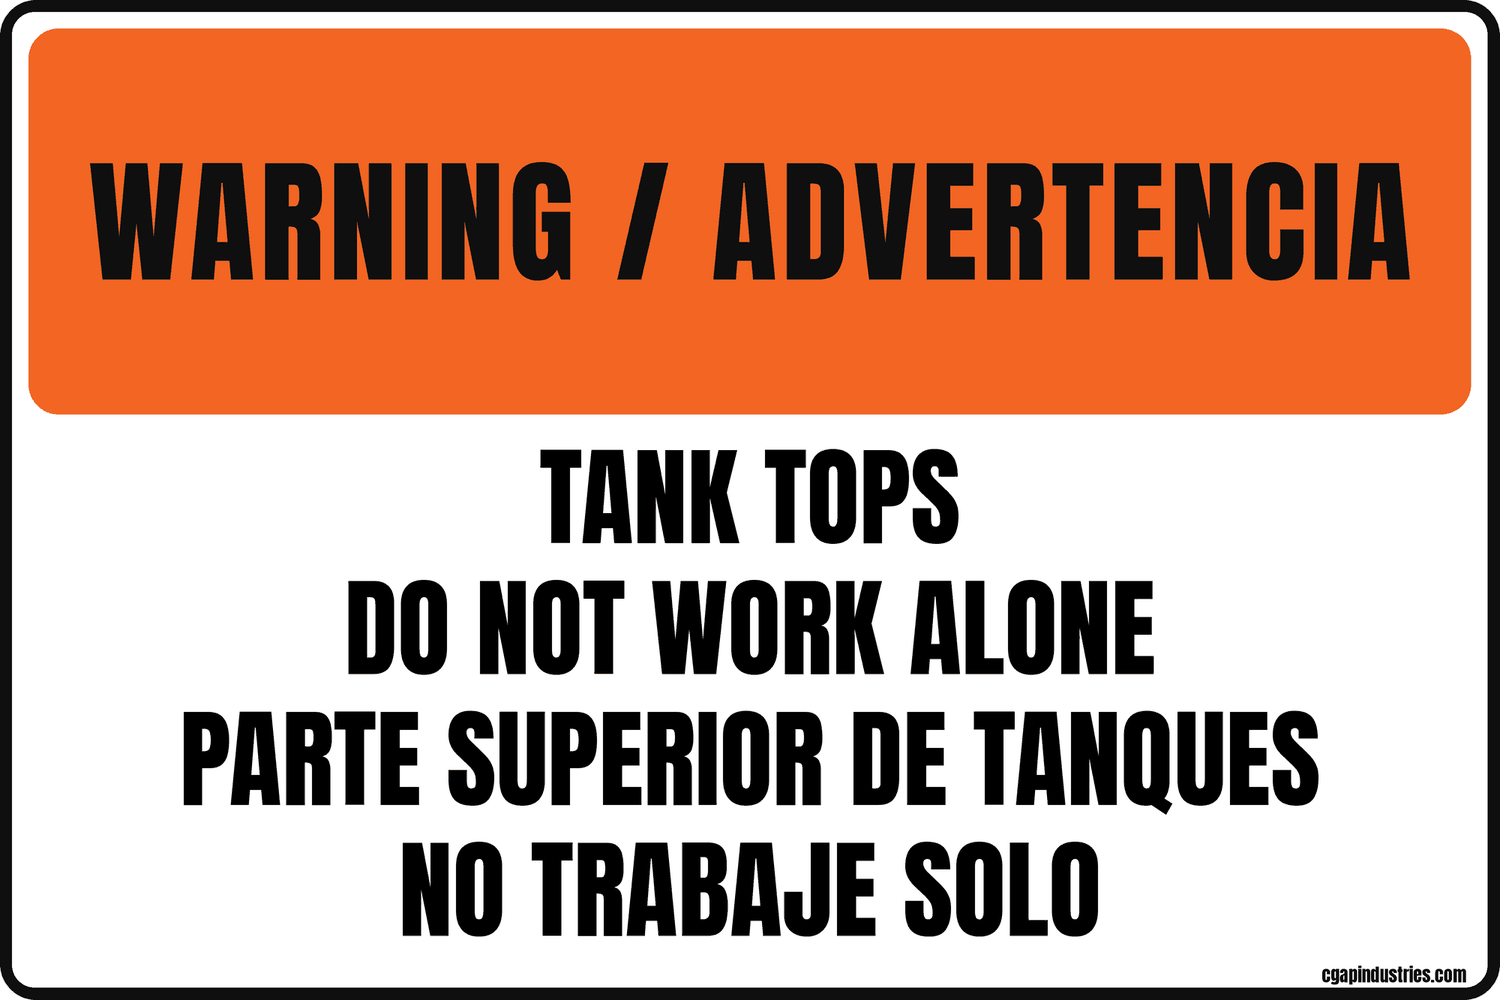 WARNING / ADVERTENCIA
TANK TOPS
DO NOT WORK ALONE
PARTE SUPERIOR DE TANQUES
NO TRABAJE SOLO
cgapindustries.com